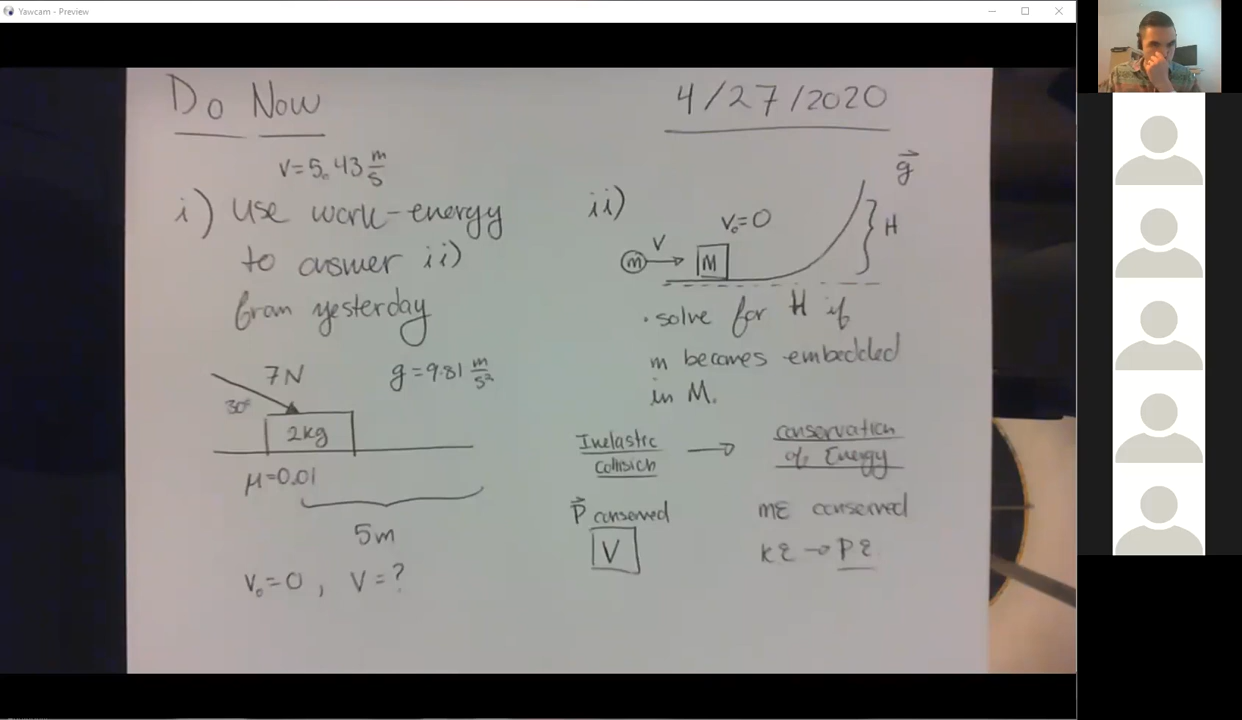 Yawcam - Preview
Do Now
4/27/2020
v=5.43 m/s
i) Use work-energy
to answer ii)
from yesterday
7N
g=9.81 m/s²
30°
2kg
μ=0.01
5m
v₀=0, v=?
ii)
g
v₀=0
H
v
m
M
• solve for H if
m becomes embedded
in M.
Inelastic
Collision
→
conservation
of Energy
P conserved
mE conserved
V
KE → PE